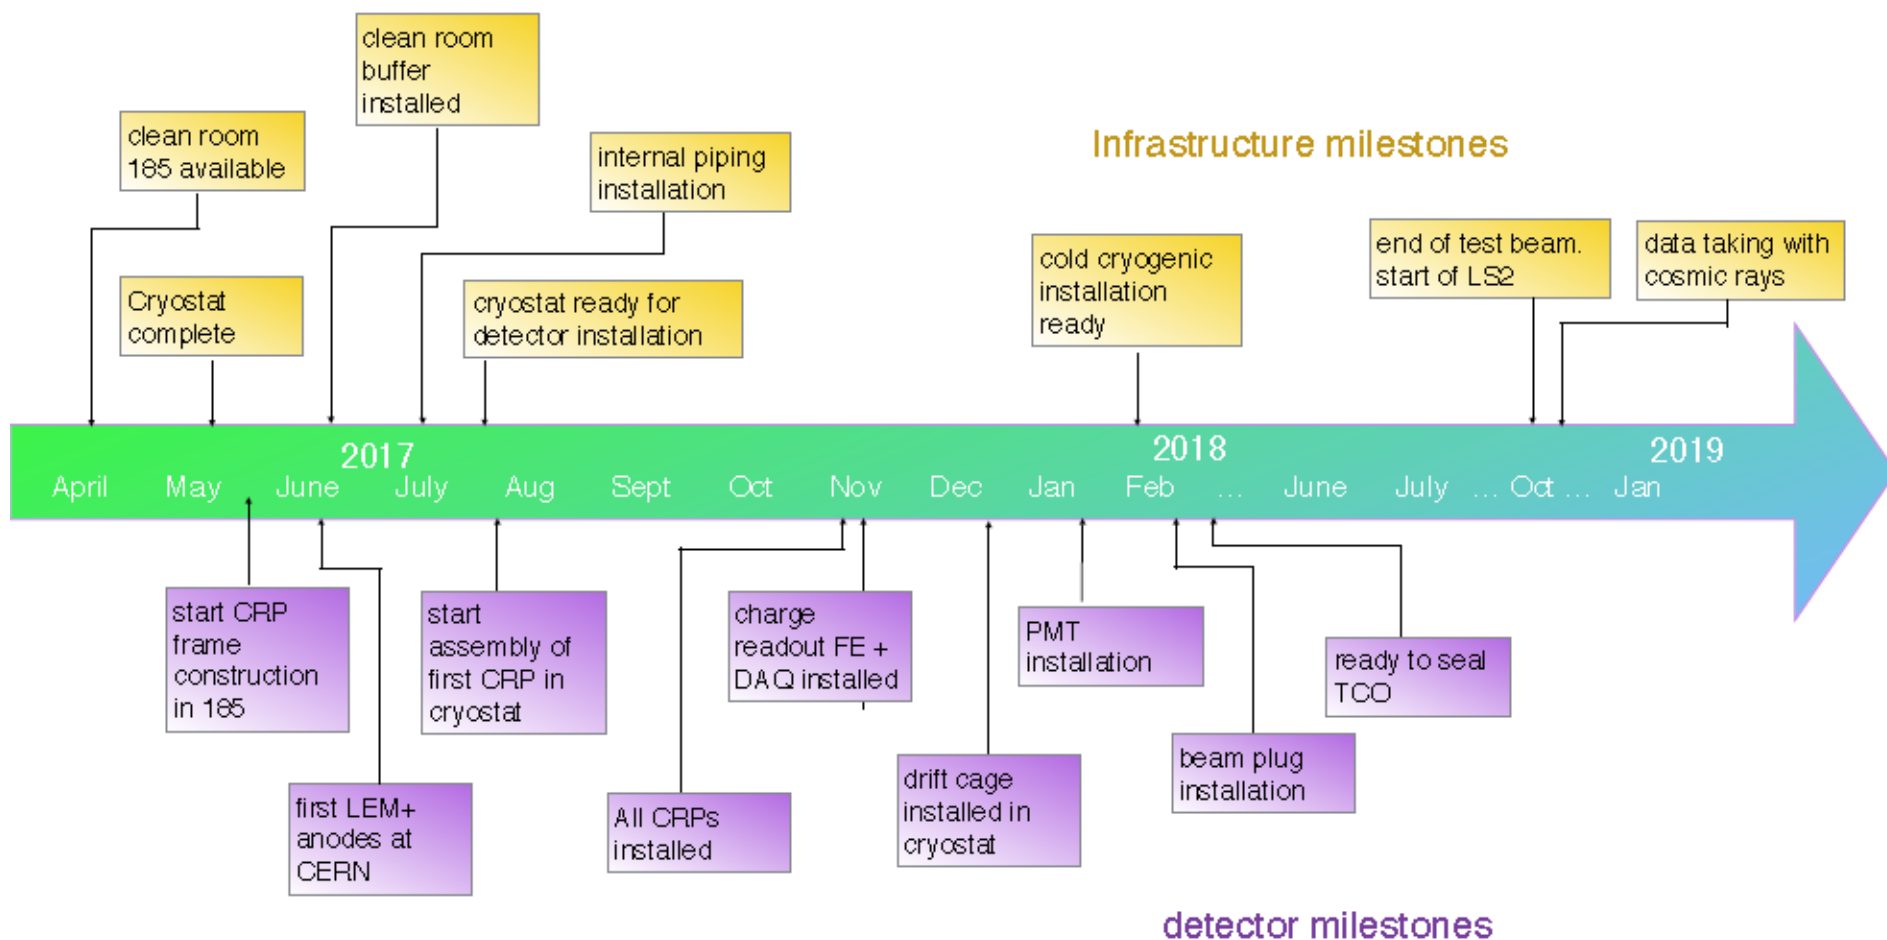 clean room
buffer
installed
clean room
185 available
internal piping
installation
Infrastructure milestones
Cryostat
complete
cryostat ready for
detector installation
cold cryogenic
installation
ready
end of test beam.
start of LS2
data taking with
cosmic rays
2017 2018 2019
April May June July Aug Sept Oct Nov Dec Jan Feb ... June July ... Oct ... Jan
start CRP
frame
construction
in 185
start
assembly of
first CRP in
cryostat
charge
readout FE +
DAQ installed
PMT
installation
ready to seal
TCO
first LEM+
anodes at
CERN
All CRPs
installed
drift cage
installed in
cryostat
beam plug
installation
detector milestones